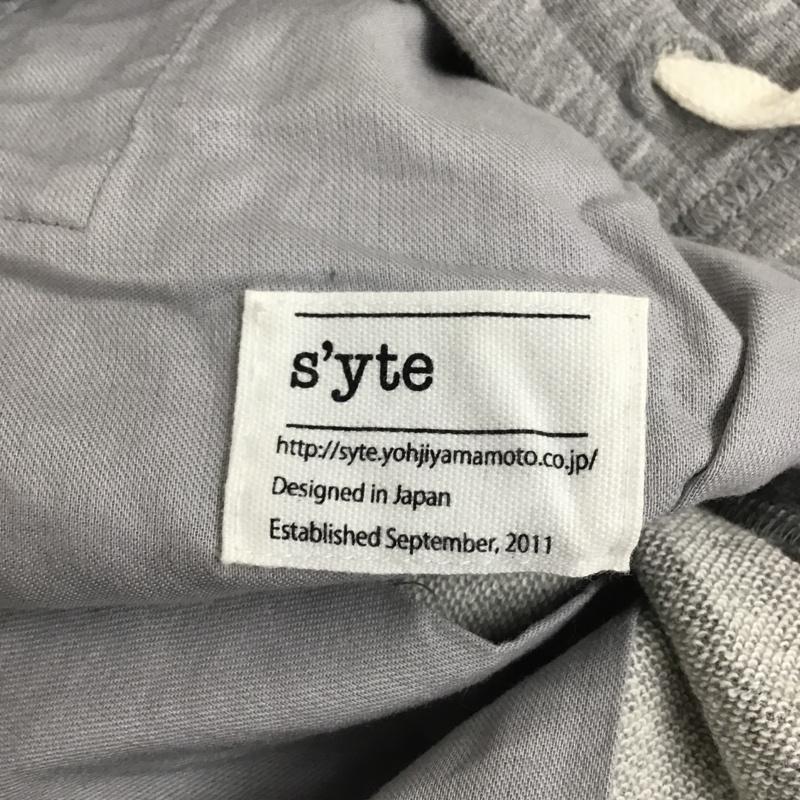 s'yte
http://syte.yohjiyamamoto.co.jp/
Designed in Japan
Established September, 2011